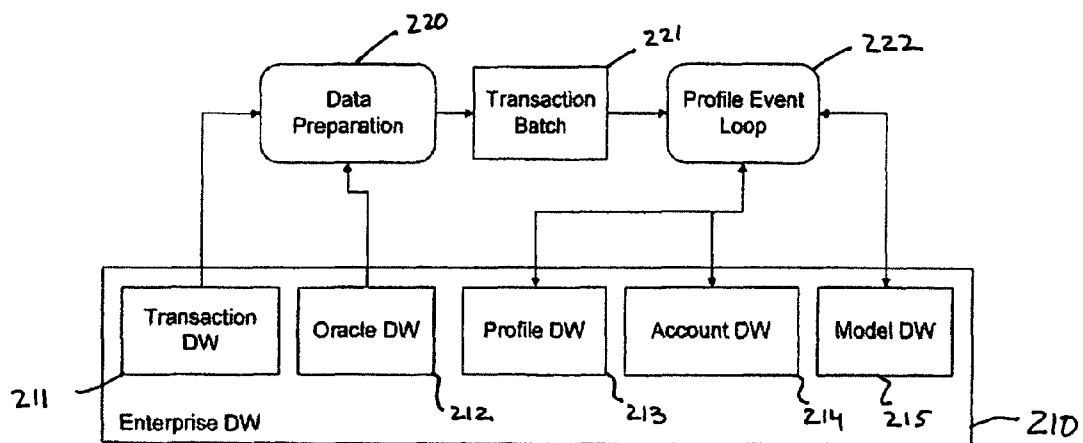 220
221
222
Data
Preparation
Transaction
Batch
Profile Event
Loop
Transaction
DW
Oracle DW
Profile DW
Account DW
Model DW
211
212
213
214
215
210
Enterprise DW